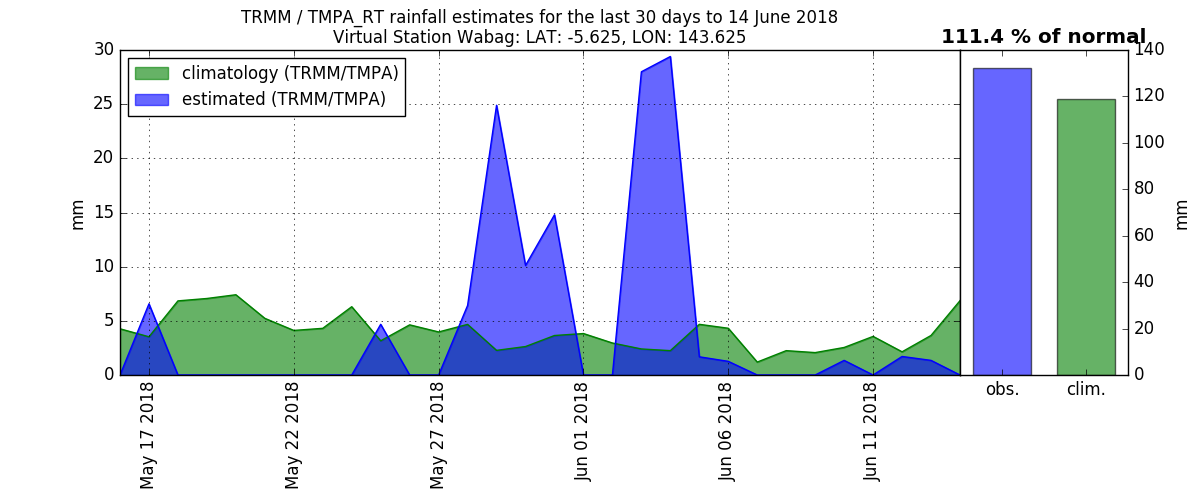 TRMM / TMPA_RT rainfall estimates for the last 30 days to 14 June 2018
Virtual Station Wabag: LAT: -5.625, LON: 143.625
111.4 % of normal
climatology (TRMM/TMPA)
estimated (TRMM/TMPA)
30
25
20
15
10
5
0
mm
May 17 2018
May 22 2018
May 27 2018
Jun 01 2018
Jun 06 2018
Jun 11 2018
140
120
100
80
60
40
20
0
mm
obs.
clim.